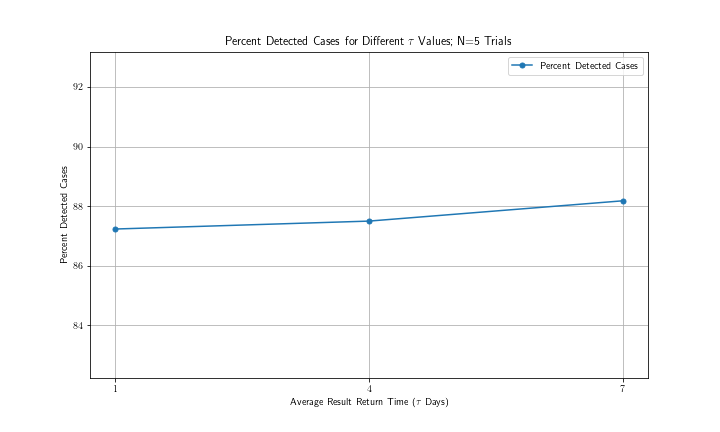 Percent Detected Cases for Different τ Values; N=5 Trials
Percent Detected Cases
92
90
88
86
84
Percent Detected Cases
1
4
7
Average Result Return Time (τ Days)